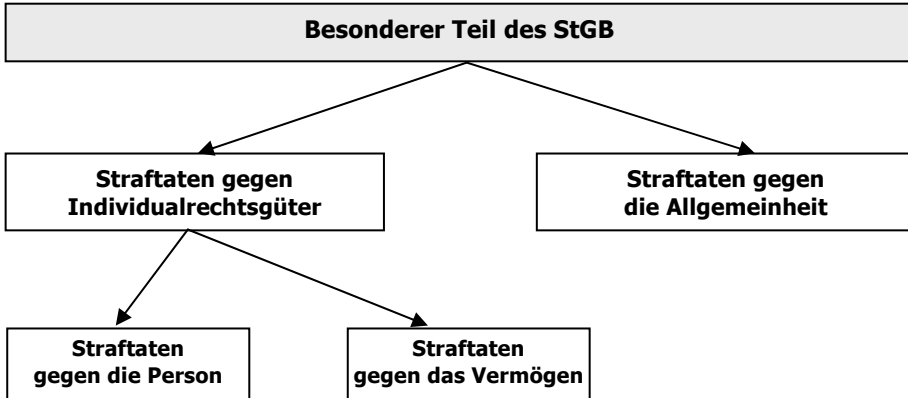 Besonderer Teil des StGB
Straftaten gegen
Individualrechtsgüter
Straftaten gegen
die Allgemeinheit
Straftaten
gegen die Person
Straftaten
gegen das Vermögen